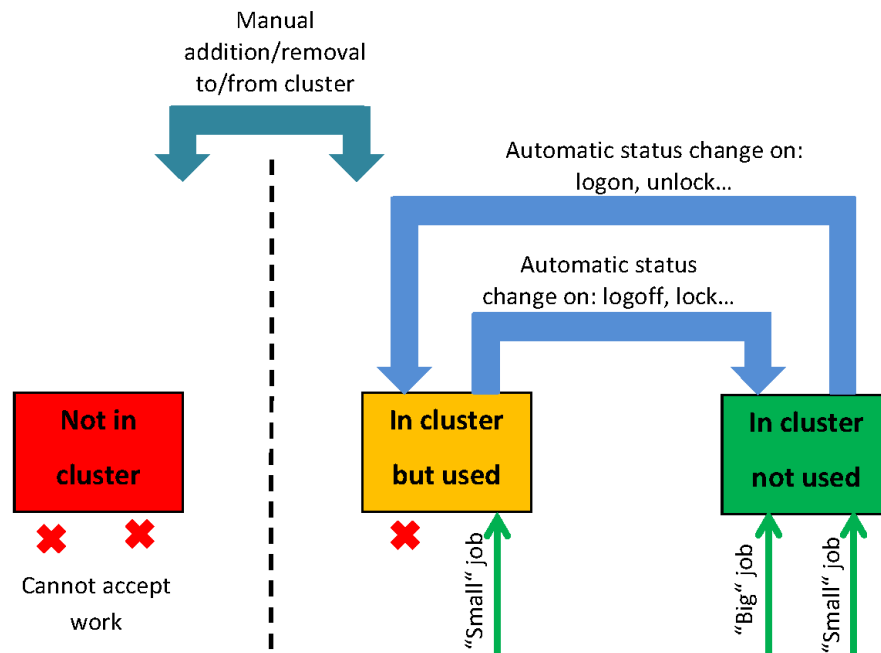 Manual
addition/removal
to/from cluster
Automatic status change on:
logon, unlock…
Automatic status
change on: logoff, lock…
Not in
cluster
In cluster
but used
In cluster
not used
Cannot accept
work
“Small“ job
“Big“ job
“Small“ job